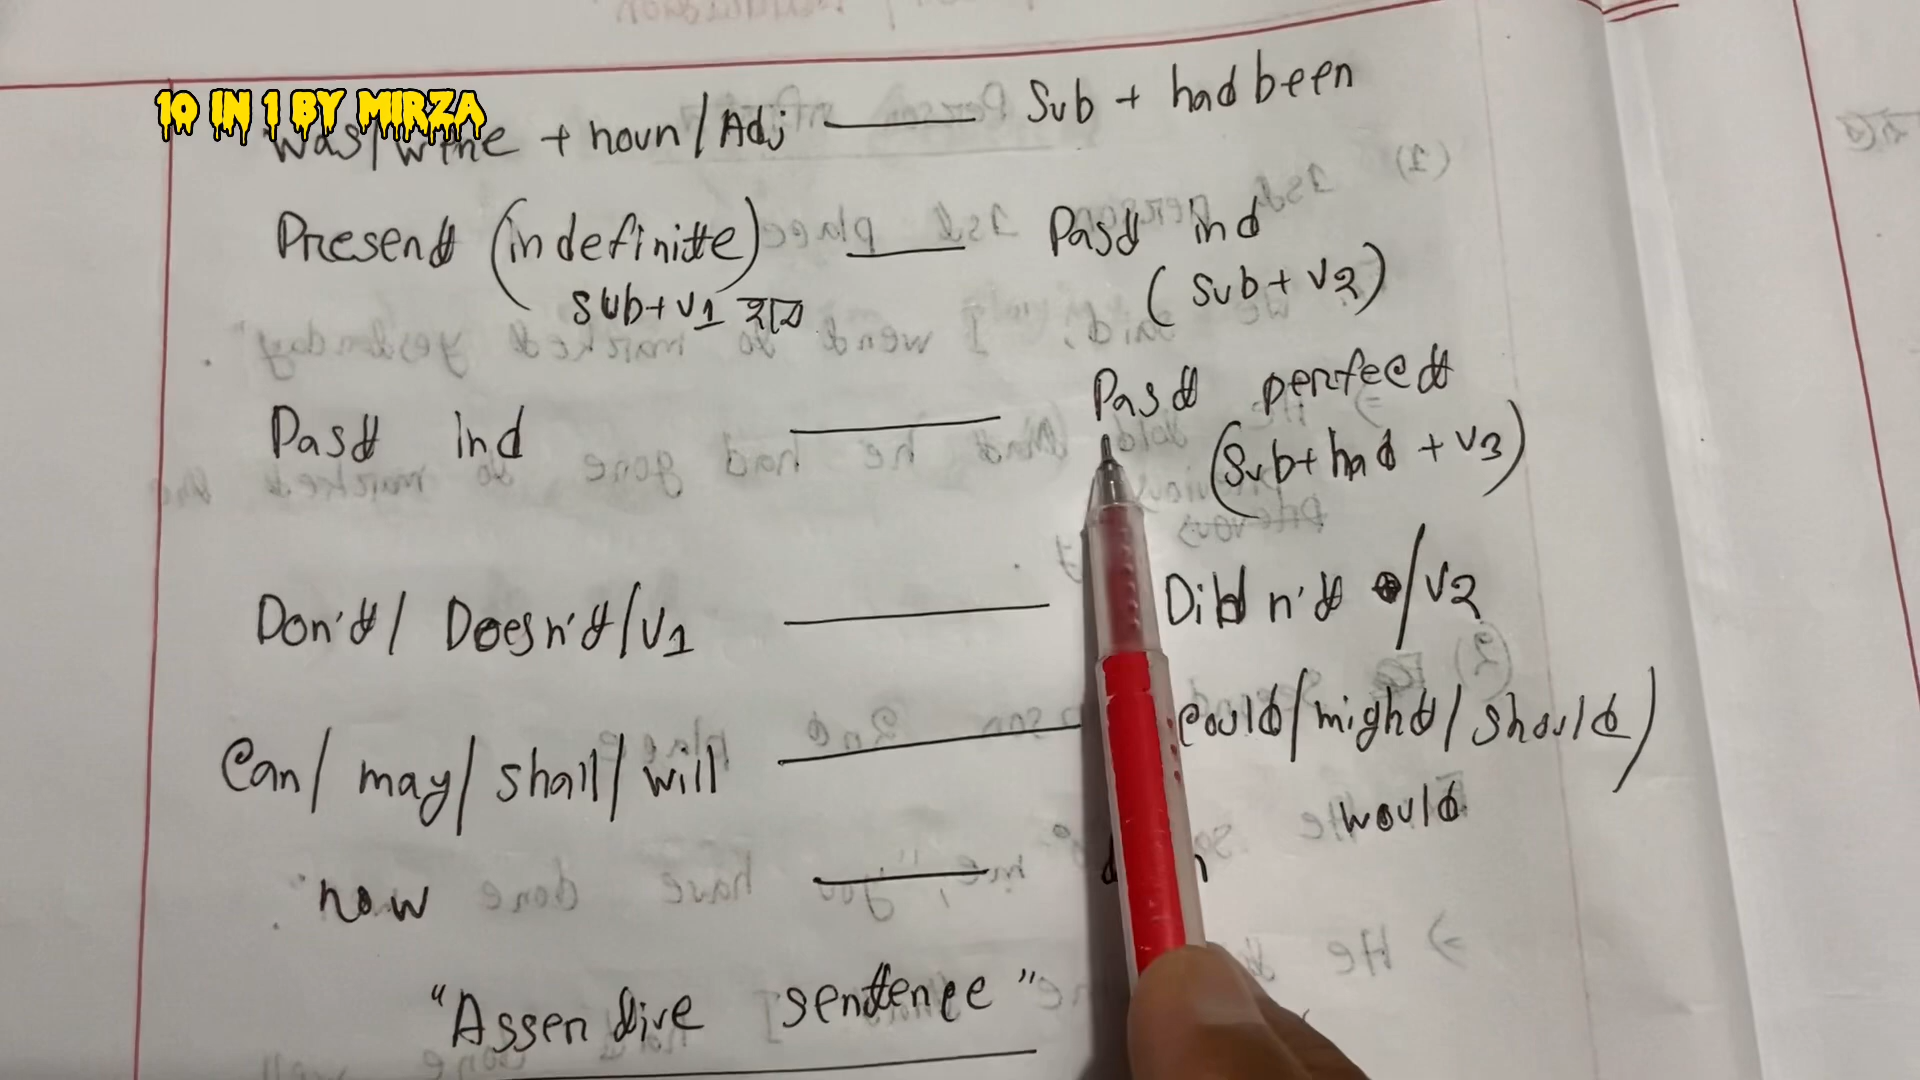 10 IN 1 BY MIRZA
was/were + noun/Adj —— Sub + had been
Present (indefinite) —— Past ind
sub+v1 হবে (Sub + v2)
Past ind —— Past perfect
(Sub+had + v3)
Don't/ Doesn't/v1 —— Didn't /v2
Can/ may/ shall/ will —— could/might/should/
would
now ——
"Assertive sentence"